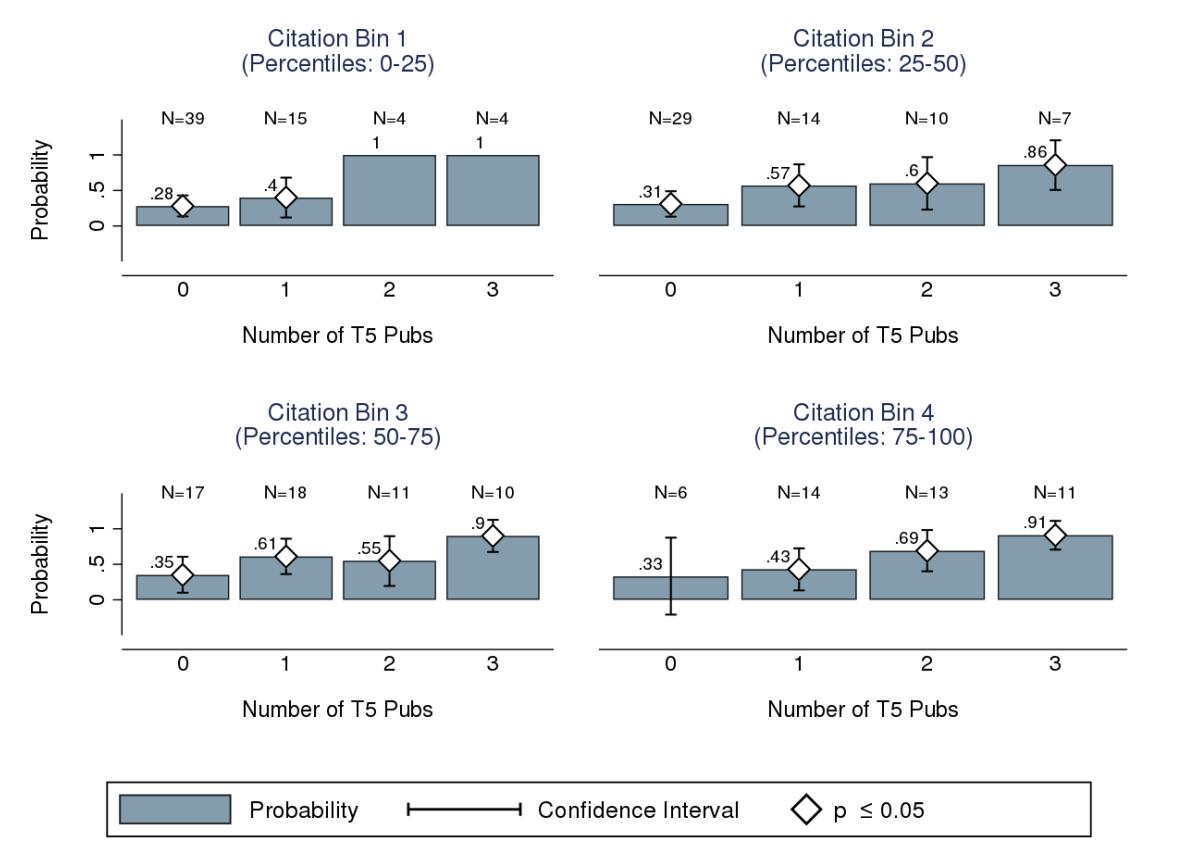 Citation Bin 1
(Percentiles: 0-25)
N=39 N=15 N=4 N=4
1 1
.28 .4
Probability
0 .5 1
0 1 2 3
Number of T5 Pubs
Citation Bin 2
(Percentiles: 25-50)
N=29 N=14 N=10 N=7
.31 .57 .6 .86
0 1 2 3
Number of T5 Pubs
Citation Bin 3
(Percentiles: 50-75)
N=17 N=18 N=11 N=10
.35 .61 .55 .9
Probability
0 .5 1
0 1 2 3
Number of T5 Pubs
Citation Bin 4
(Percentiles: 75-100)
N=6 N=14 N=13 N=11
.33 .43 .69 .91
0 1 2 3
Number of T5 Pubs
Probability Confidence Interval p ≤ 0.05